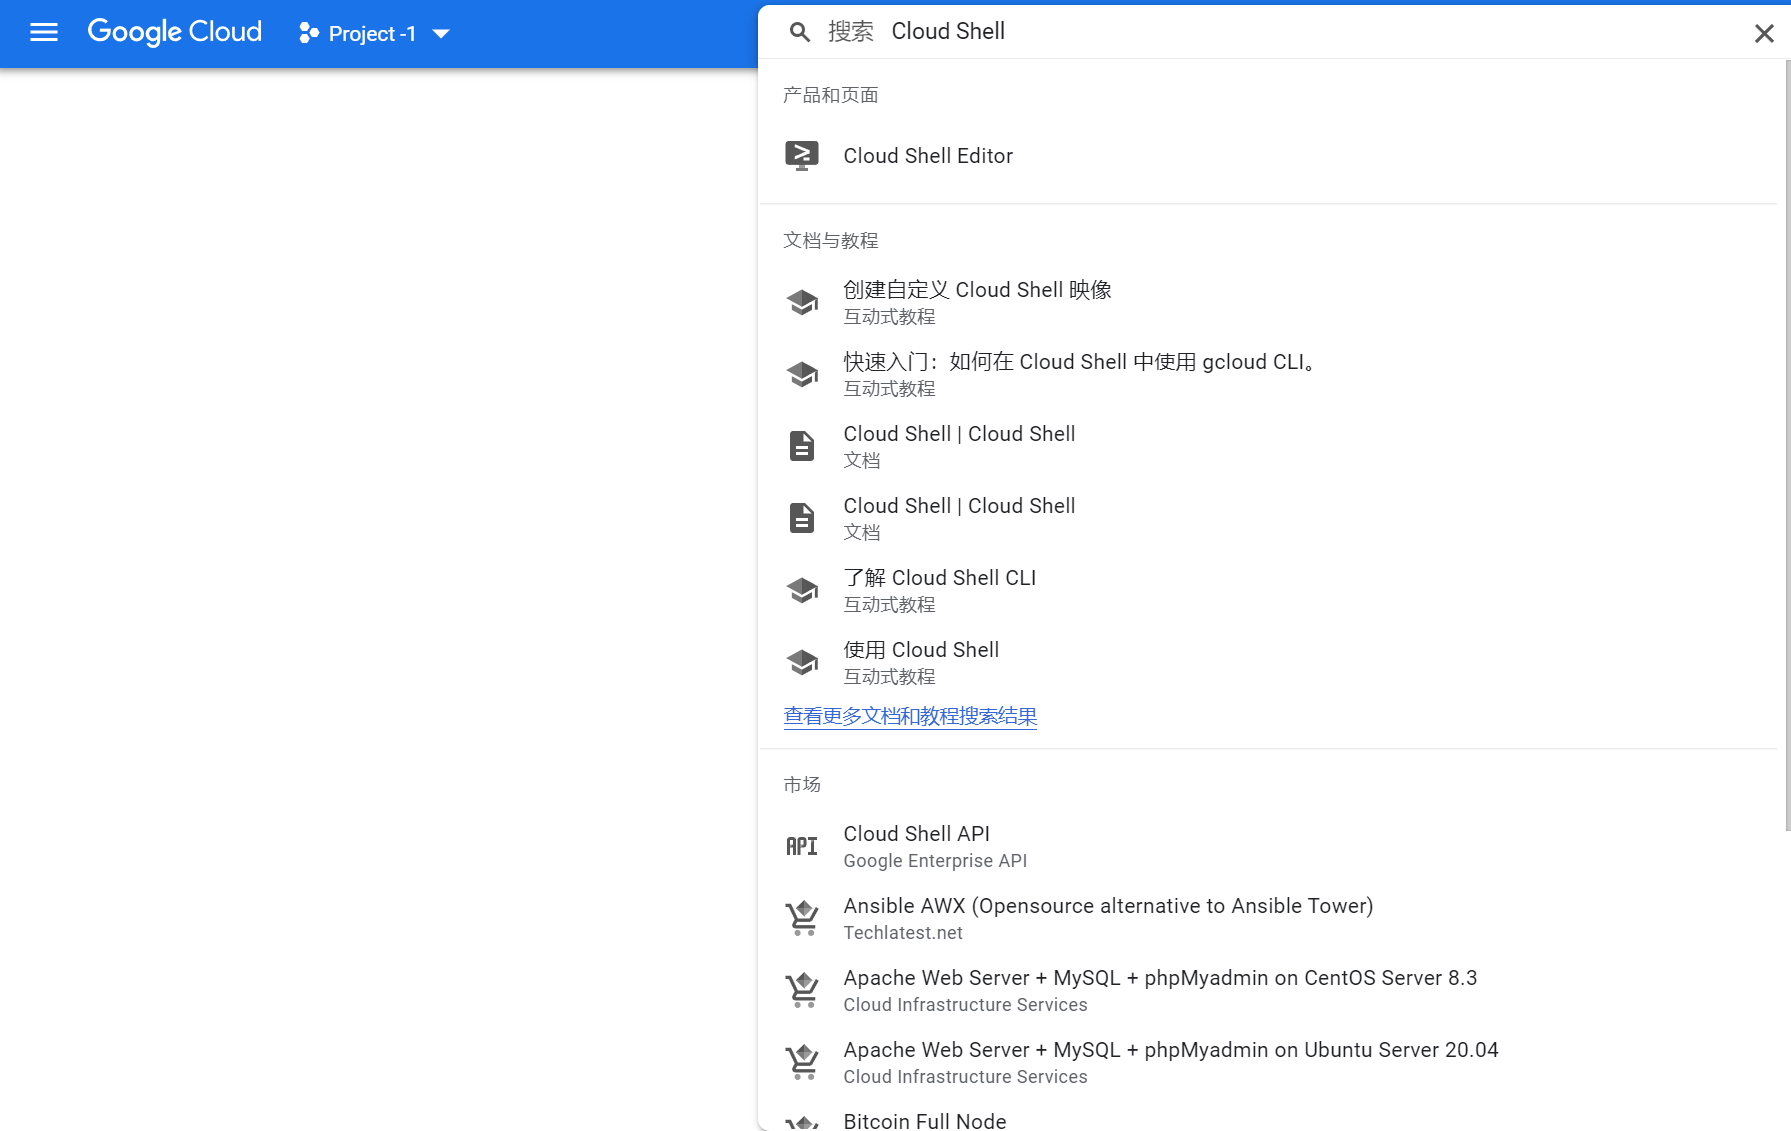 Google Cloud
Project -1
搜索 Cloud Shell
产品和页面
Cloud Shell Editor
文档与教程
创建自定义 Cloud Shell 映像
互动式教程
快速入门：如何在 Cloud Shell 中使用 gcloud CLI。
互动式教程
Cloud Shell | Cloud Shell
文档
Cloud Shell | Cloud Shell
文档
了解 Cloud Shell CLI
互动式教程
使用 Cloud Shell
互动式教程
查看更多文档和教程搜索结果
市场
API
Cloud Shell API
Google Enterprise API
Ansible AWX (Opensource alternative to Ansible Tower)
Techlatest.net
Apache Web Server + MySQL + phpMyadmin on CentOS Server 8.3
Cloud Infrastructure Services
Apache Web Server + MySQL + phpMyadmin on Ubuntu Server 20.04
Cloud Infrastructure Services
Bitcoin Full Node